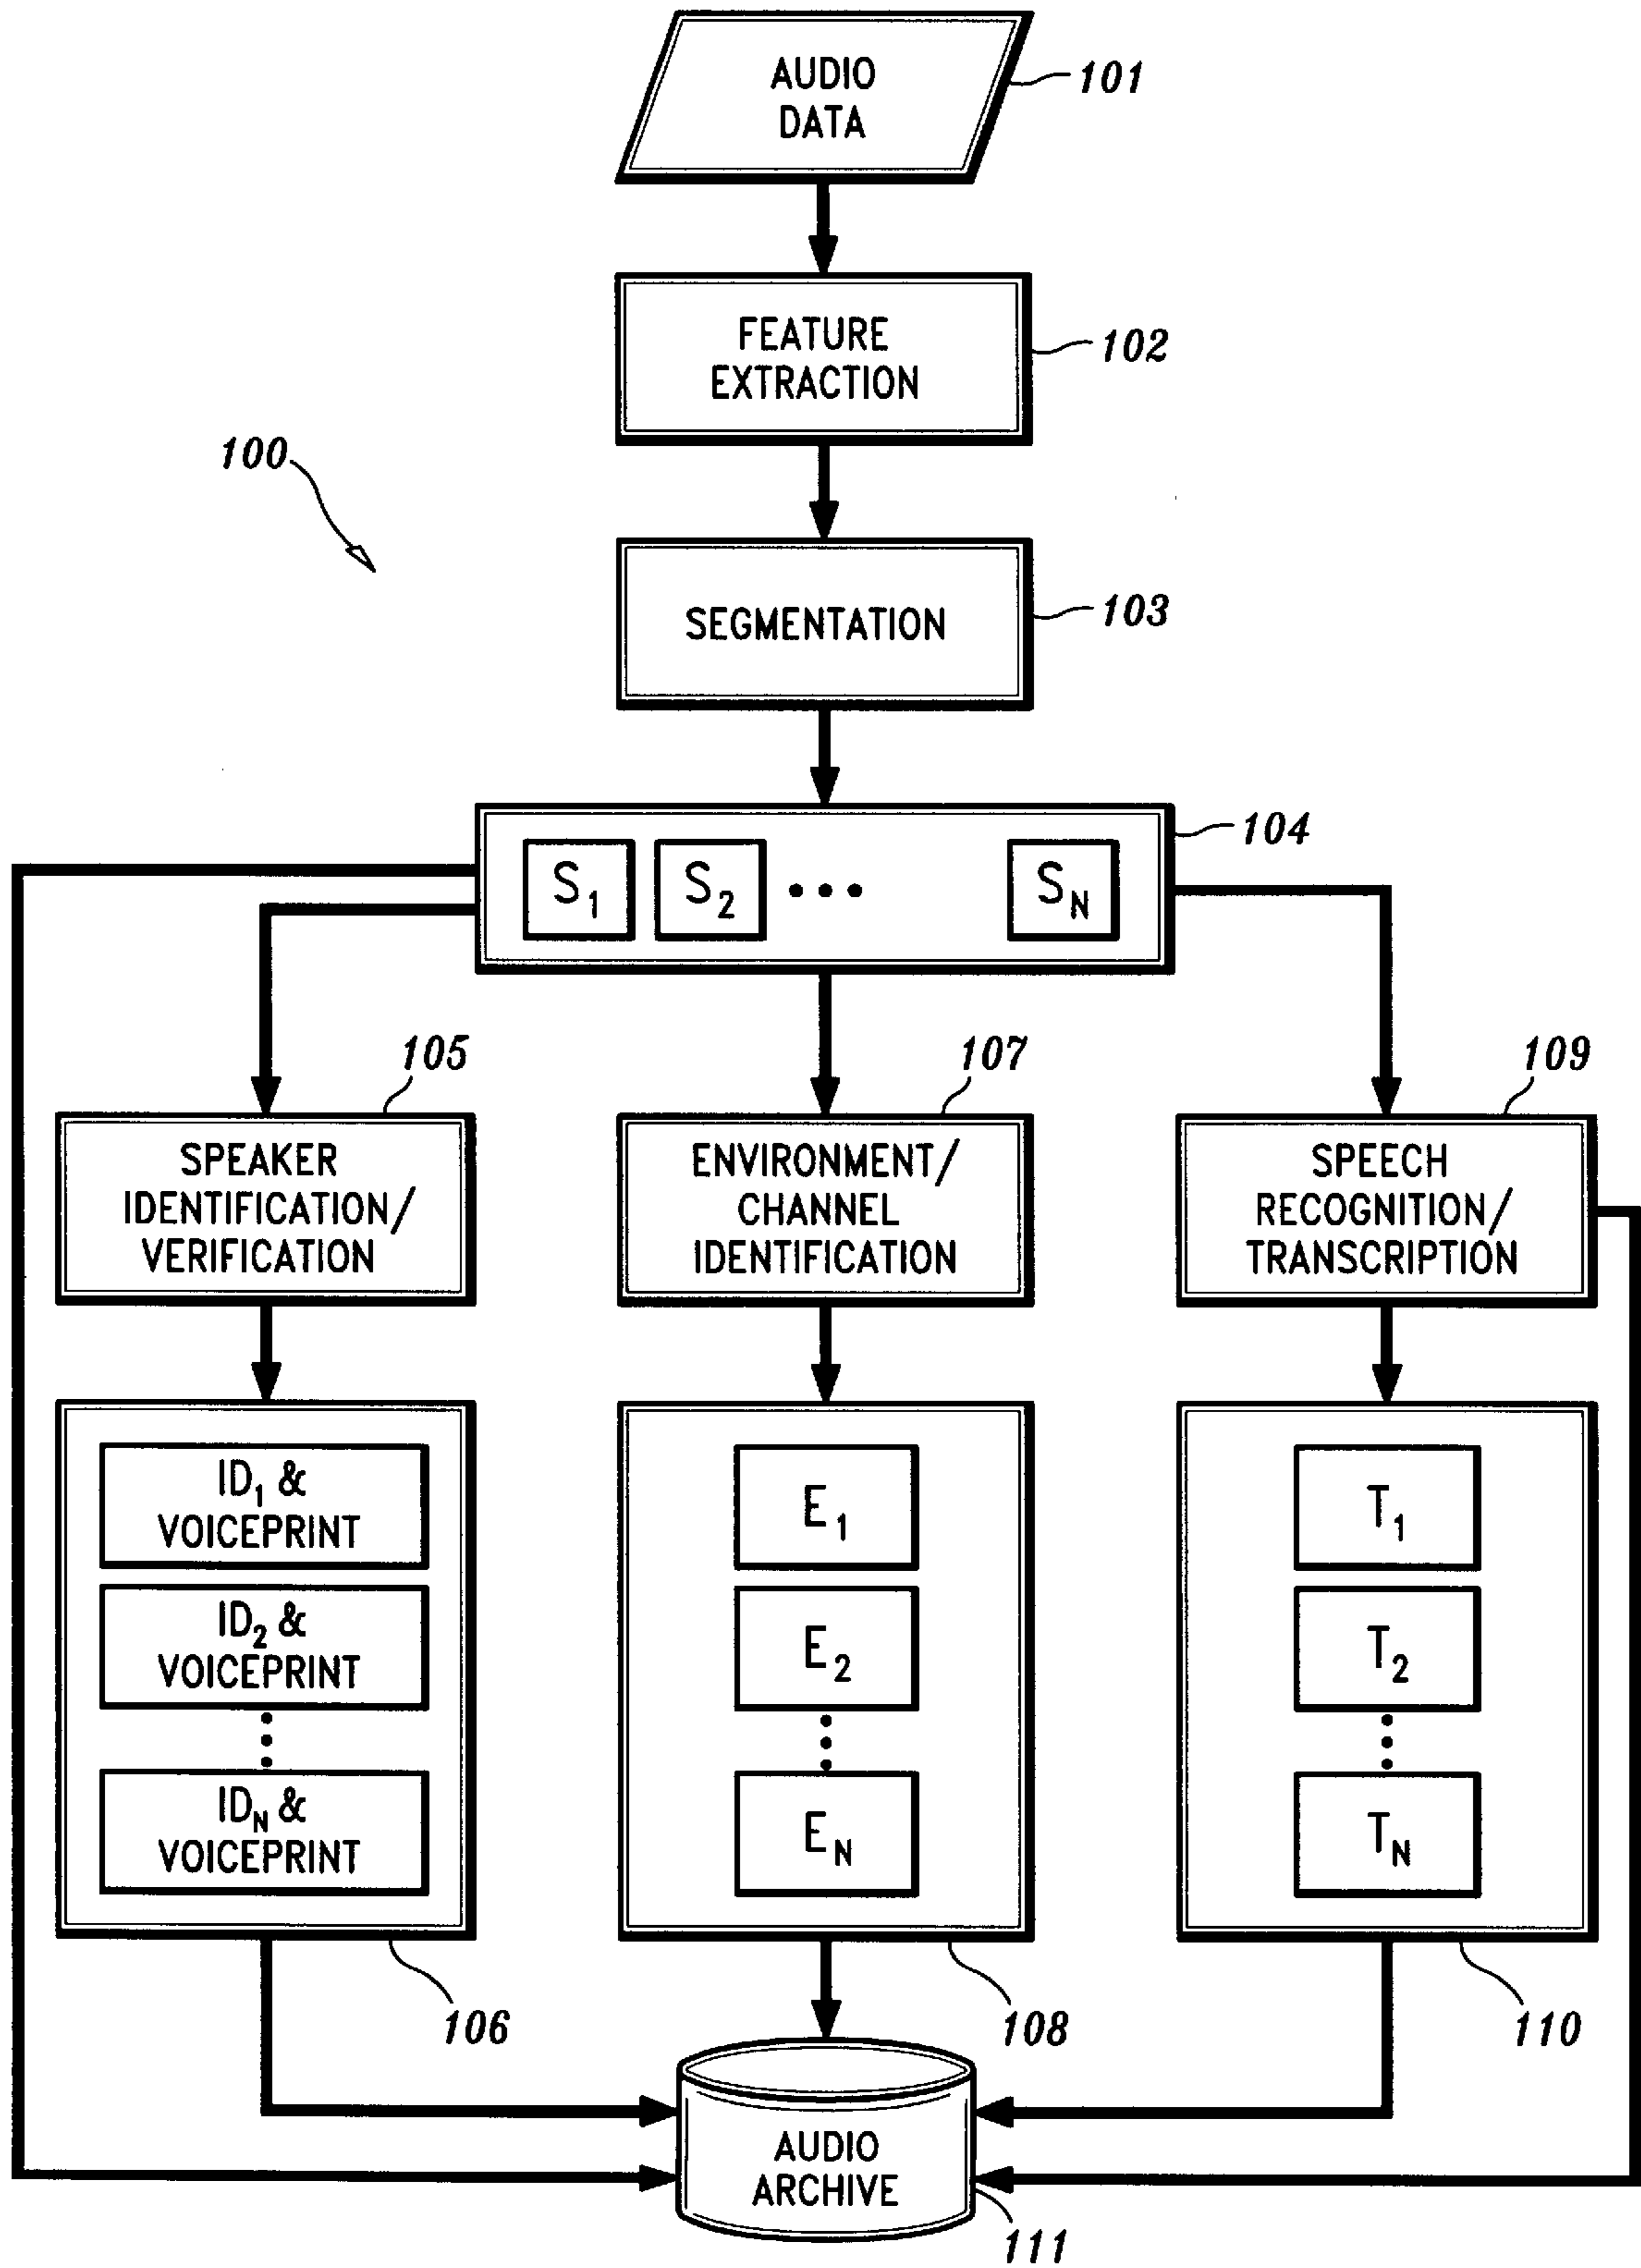 AUDIO
DATA
101
FEATURE
EXTRACTION
102
100
SEGMENTATION
103
104
S1 S2 ••• SN
105
107
109
SPEAKER
IDENTIFICATION/
VERIFICATION
ENVIRONMENT/
CHANNEL
IDENTIFICATION
SPEECH
RECOGNITION/
TRANSCRIPTION
ID1 &
VOICEPRINT
ID2 &
VOICEPRINT
IDN &
VOICEPRINT
E1
E2
EN
T1
T2
TN
106
108
110
AUDIO
ARCHIVE
111